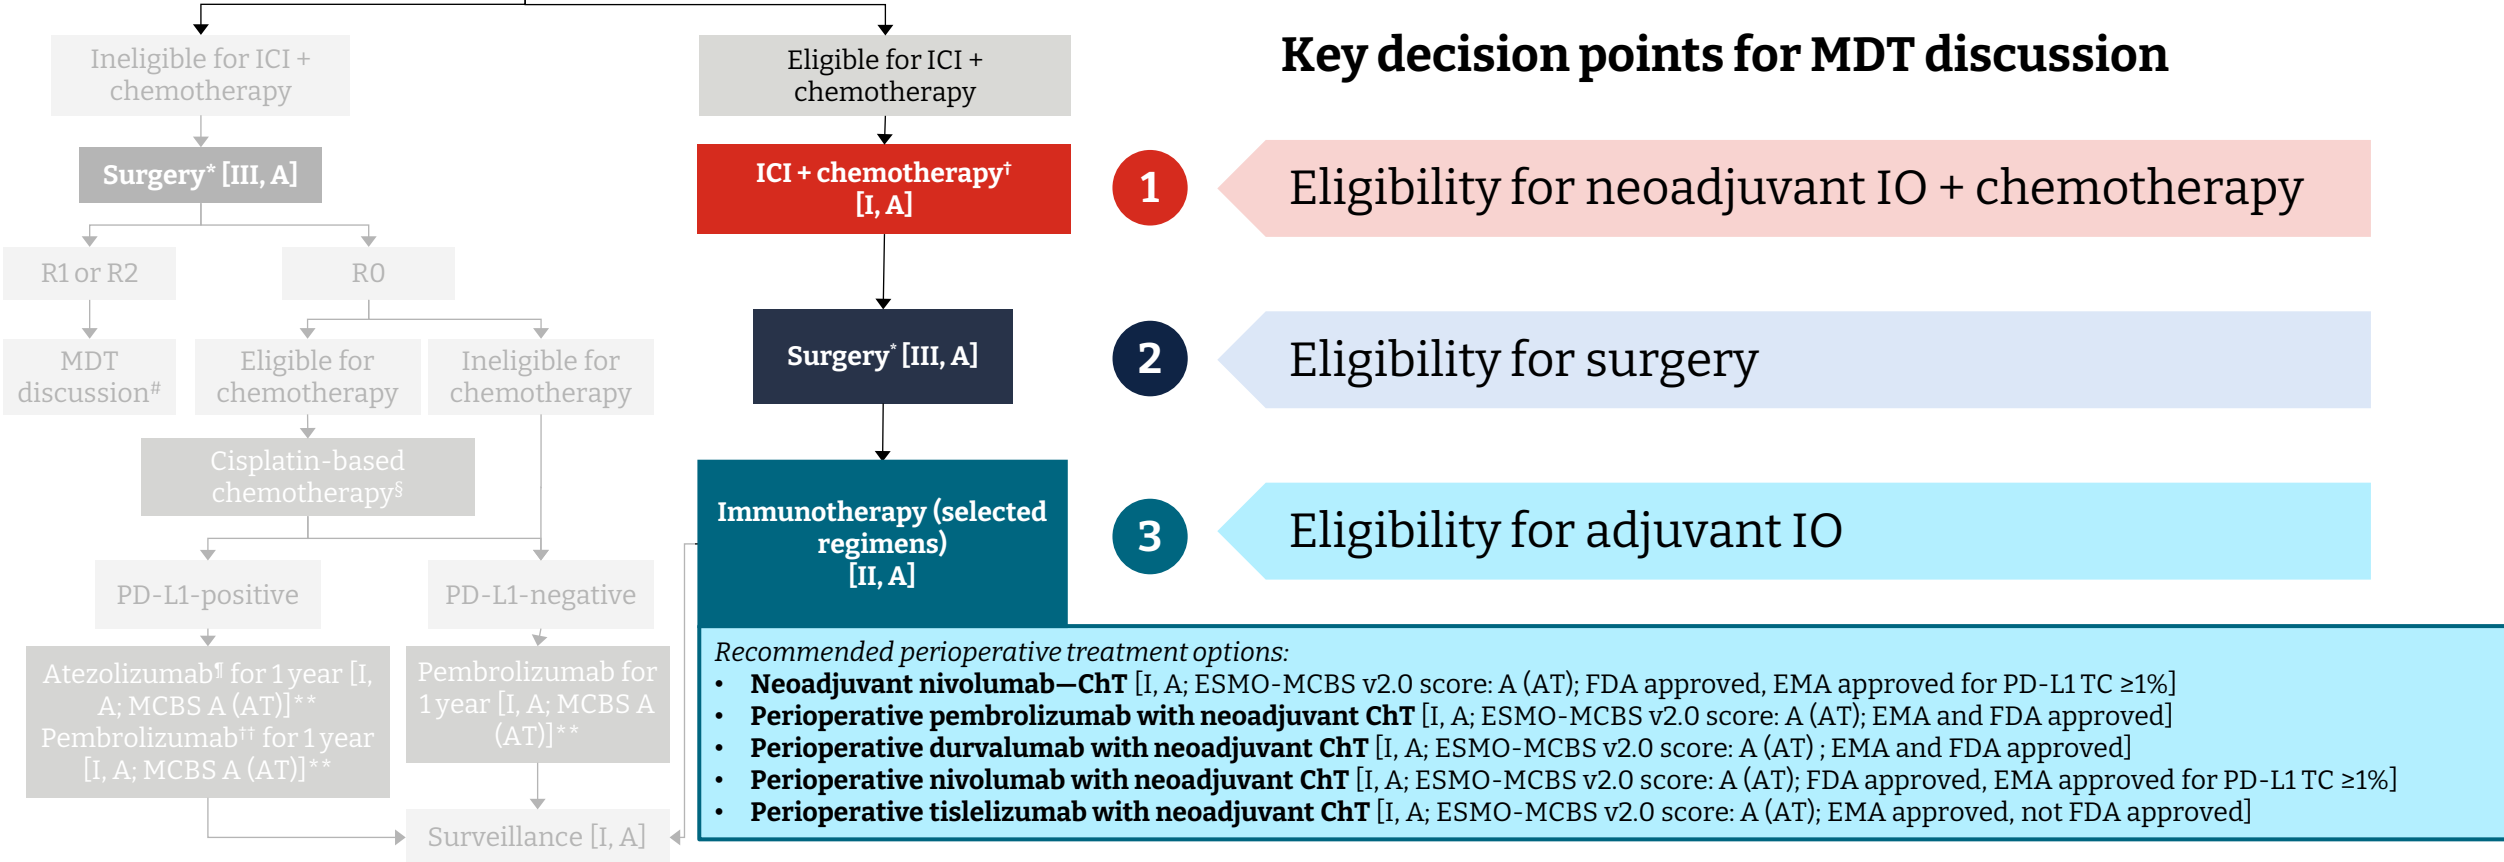 Key decision points for MDT discussion
Ineligible for ICI +
chemotherapy
Surgery* [III, A]
R1 or R2
R0
MDT
discussion#
Eligible for
chemotherapy
Ineligible for
chemotherapy
Cisplatin-based
chemotherapy§
PD-L1-positive
PD-L1-negative
Atezolizumab¶ for 1 year [I,
A; MCBS A (AT)]**
Pembrolizumab†† for 1 year
[I, A; MCBS A (AT)]**
Pembrolizumab for
1 year [I, A; MCBS A
(AT)]**
Surveillance [I, A]
Eligible for ICI +
chemotherapy
ICI + chemotherapy†
[I, A]
Surgery* [III, A]
Immunotherapy (selected
regimens)
[II, A]
1
Eligibility for neoadjuvant IO + chemotherapy
2
Eligibility for surgery
3
Eligibility for adjuvant IO
Recommended perioperative treatment options:
• Neoadjuvant nivolumab—ChT [I, A; ESMO-MCBS v2.0 score: A (AT); FDA approved, EMA approved for PD-L1 TC ≥1%]
• Perioperative pembrolizumab with neoadjuvant ChT [I, A; ESMO-MCBS v2.0 score: A (AT); EMA and FDA approved]
• Perioperative durvalumab with neoadjuvant ChT [I, A; ESMO-MCBS v2.0 score: A (AT) ; EMA and FDA approved]
• Perioperative nivolumab with neoadjuvant ChT [I, A; ESMO-MCBS v2.0 score: A (AT); FDA approved, EMA approved for PD-L1 TC ≥1%]
• Perioperative tislelizumab with neoadjuvant ChT [I, A; ESMO-MCBS v2.0 score: A (AT); EMA approved, not FDA approved]